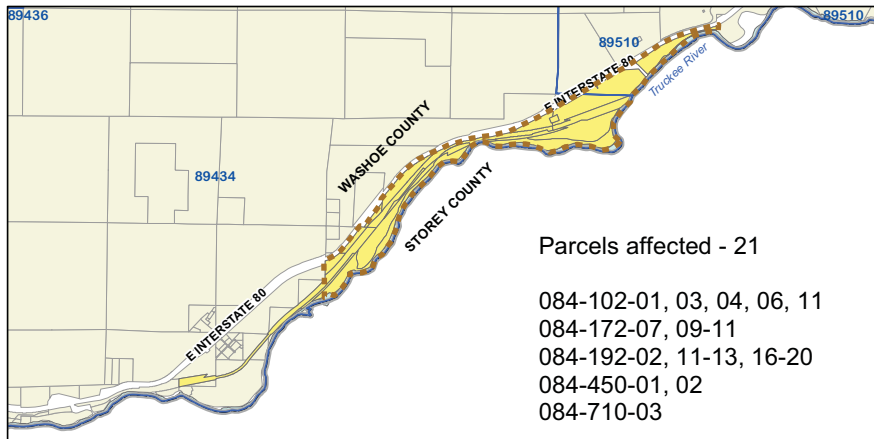 89436
89510
89510
E INTERSTATE 80
Truckee River
WASHOE COUNTY
89434
STOREY COUNTY
E INTERSTATE 80
Parcels affected - 21
084-102-01, 03, 04, 06, 11
084-172-07, 09-11
084-192-02, 11-13, 16-20
084-450-01, 02
084-710-03